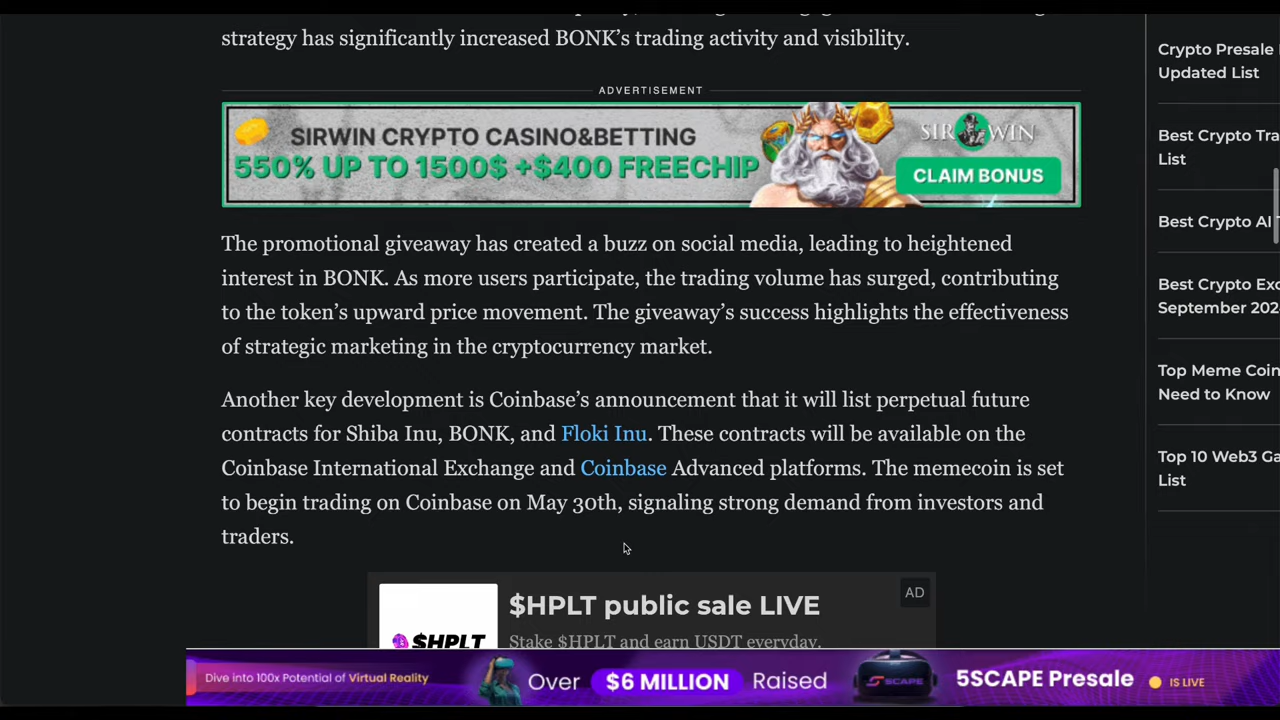 strategy has significantly increased BONK's trading activity and visibility.
ADVERTISEMENT
SIRWIN CRYPTO CASINO&BETTING
550% UP TO 1500$ +$400 FREECHIP
SIR WIN
CLAIM BONUS
The promotional giveaway has created a buzz on social media, leading to heightened
interest in BONK. As more users participate, the trading volume has surged, contributing
to the token's upward price movement. The giveaway's success highlights the effectiveness
of strategic marketing in the cryptocurrency market.
Another key development is Coinbase's announcement that it will list perpetual future
contracts for Shiba Inu, BONK, and Floki Inu. These contracts will be available on the
Coinbase International Exchange and Coinbase Advanced platforms. The memecoin is set
to begin trading on Coinbase on May 30th, signaling strong demand from investors and
traders.
$HPLT
$HPLT public sale LIVE
AD
Stake $HPLT and earn USDT everyday.
Dive into 100x Potential of Virtual Reality
Over $6 MILLION Raised
SCAPE
5SCAPE Presale
IS LIVE
Crypto Presale
Updated List
Best Crypto Tra
List
Best Crypto AI
Best Crypto Exc
September 202
Top Meme Coin
Need to Know
Top 10 Web3 Ga
List